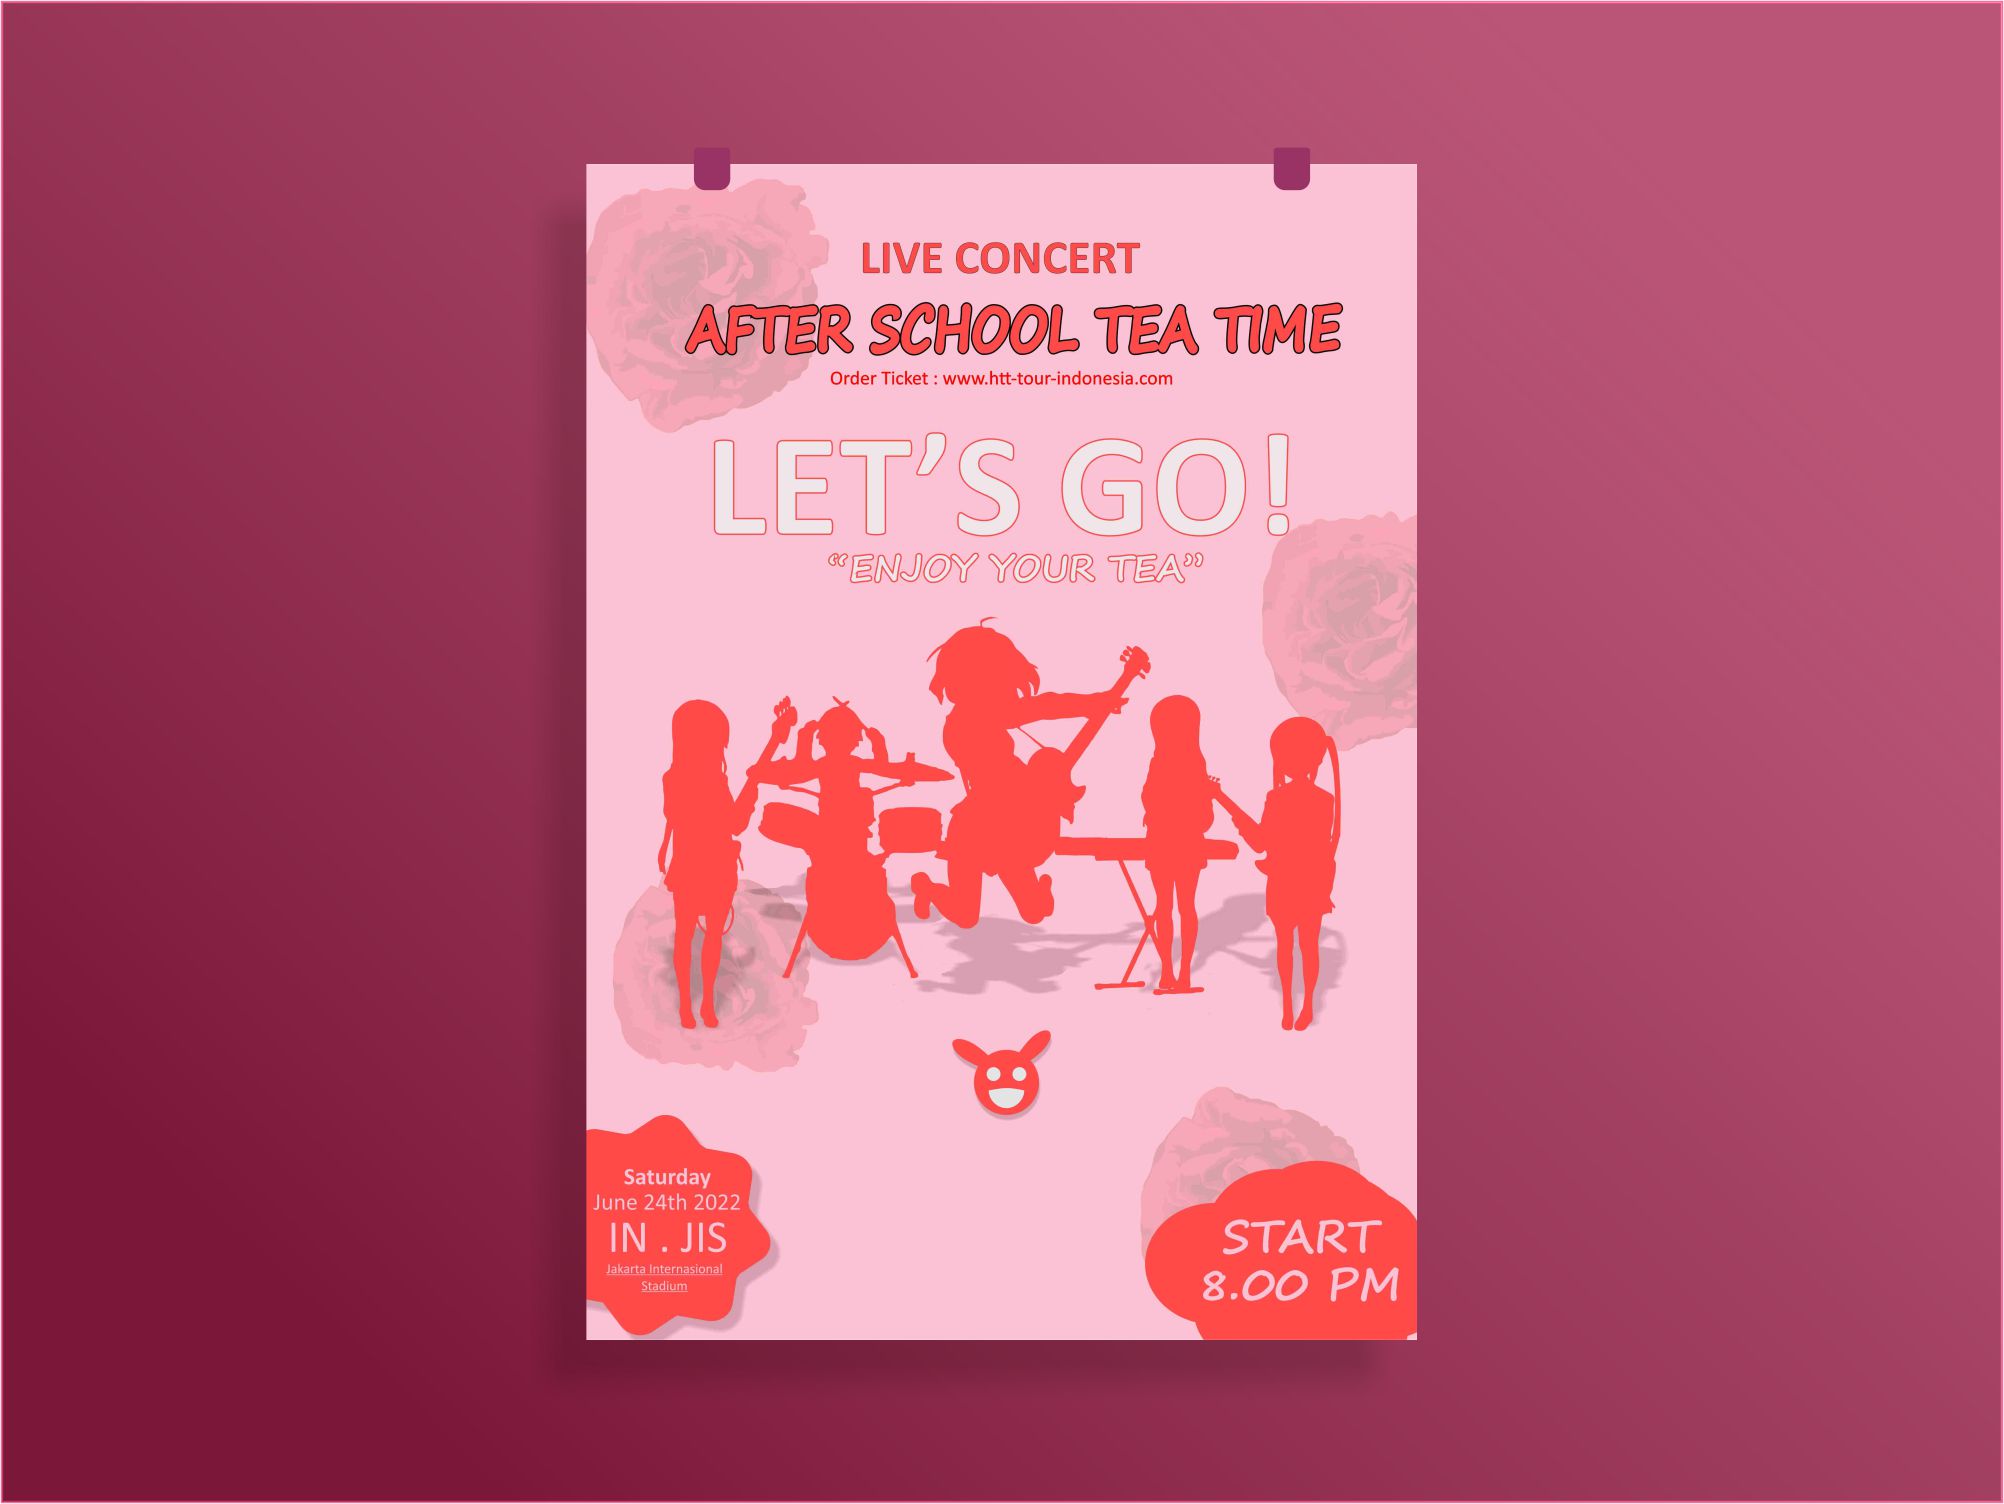 LIVE CONCERT
AFTER SCHOOL TEA TIME
Order Ticket : www.htt-tour-indonesia.com
LET’S GO!
“ENJOY YOUR TEA”
Saturday
June 24th 2022
IN . JIS
Jakarta Internasional
Stadium
START
8.00 PM